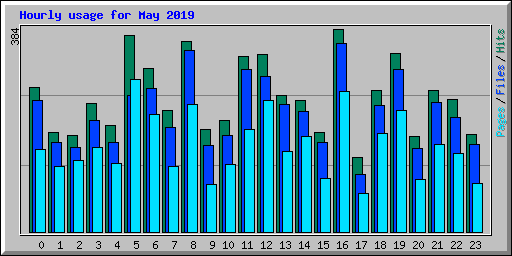 Hourly usage for May 2019
384
Pages / Files / Hits
0 1 2 3 4 5 6 7 8 9 10 11 12 13 14 15 16 17 18 19 20 21 22 23